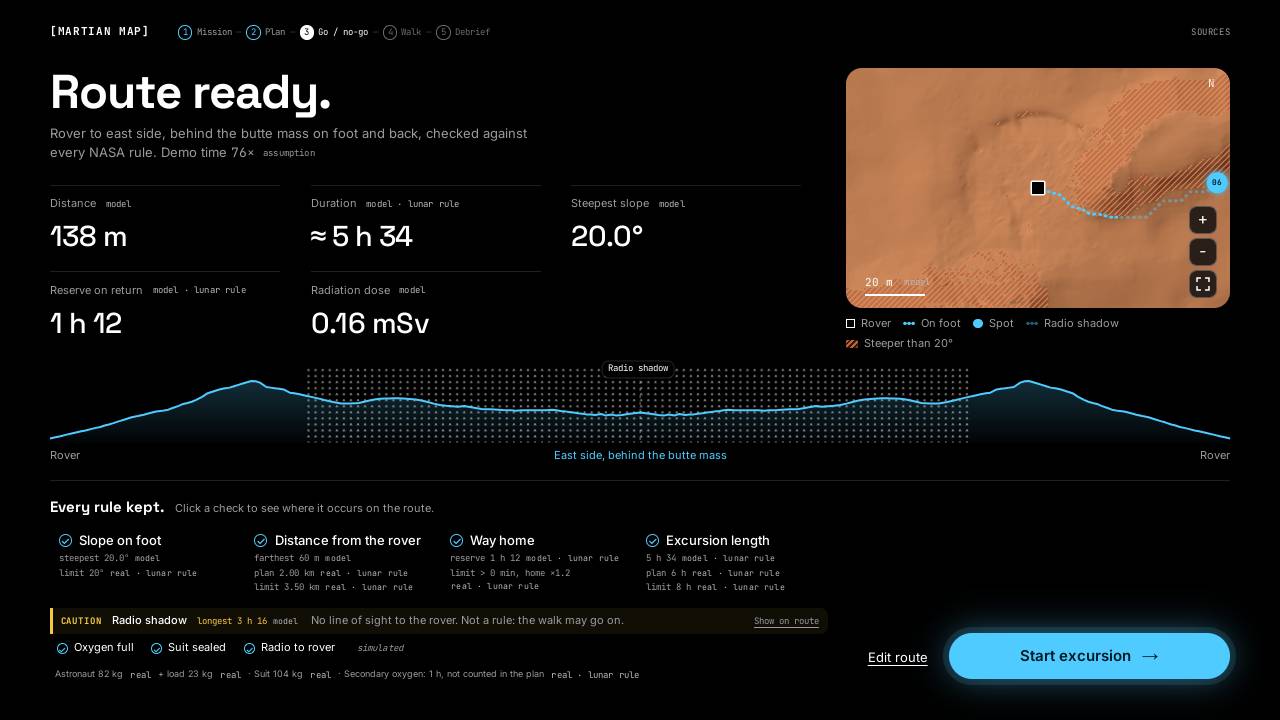 [MARTIAN MAP] 1 Mission – 2 Plan – 3 Go / no-go – 4 Walk – 5 Debrief SOURCES
Route ready.
Rover to east side, behind the butte mass on foot and back, checked against
every NASA rule. Demo time 76× assumption
Distance model
138 m
Duration model · lunar rule
≈ 5 h 34
Steepest slope model
20.0°
Reserve on return model · lunar rule
1 h 12
Radiation dose model
0.16 mSv
N
06
+
−
20 m model
Rover On foot Spot Radio shadow
Steeper than 20°
Radio shadow
Rover East side, behind the butte mass Rover
Every rule kept. Click a check to see where it occurs on the route.
Slope on foot
steepest 20.0° model
limit 20° real · lunar rule
Distance from the rover
farthest 60 m model
plan 2.00 km real · lunar rule
limit 3.50 km real · lunar rule
Way home
reserve 1 h 12 model · lunar rule
limit > 0 min, home ×1.2
real · lunar rule
Excursion length
5 h 34 model · lunar rule
plan 6 h real · lunar rule
limit 8 h real · lunar rule
CAUTION Radio shadow longest 3 h 16 model No line of sight to the rover. Not a rule: the walk may go on. Show on route
Oxygen full Suit sealed Radio to rover simulated
Astronaut 82 kg real + load 23 kg real · Suit 104 kg real · Secondary oxygen: 1 h, not counted in the plan real · lunar rule
Edit route
Start excursion →